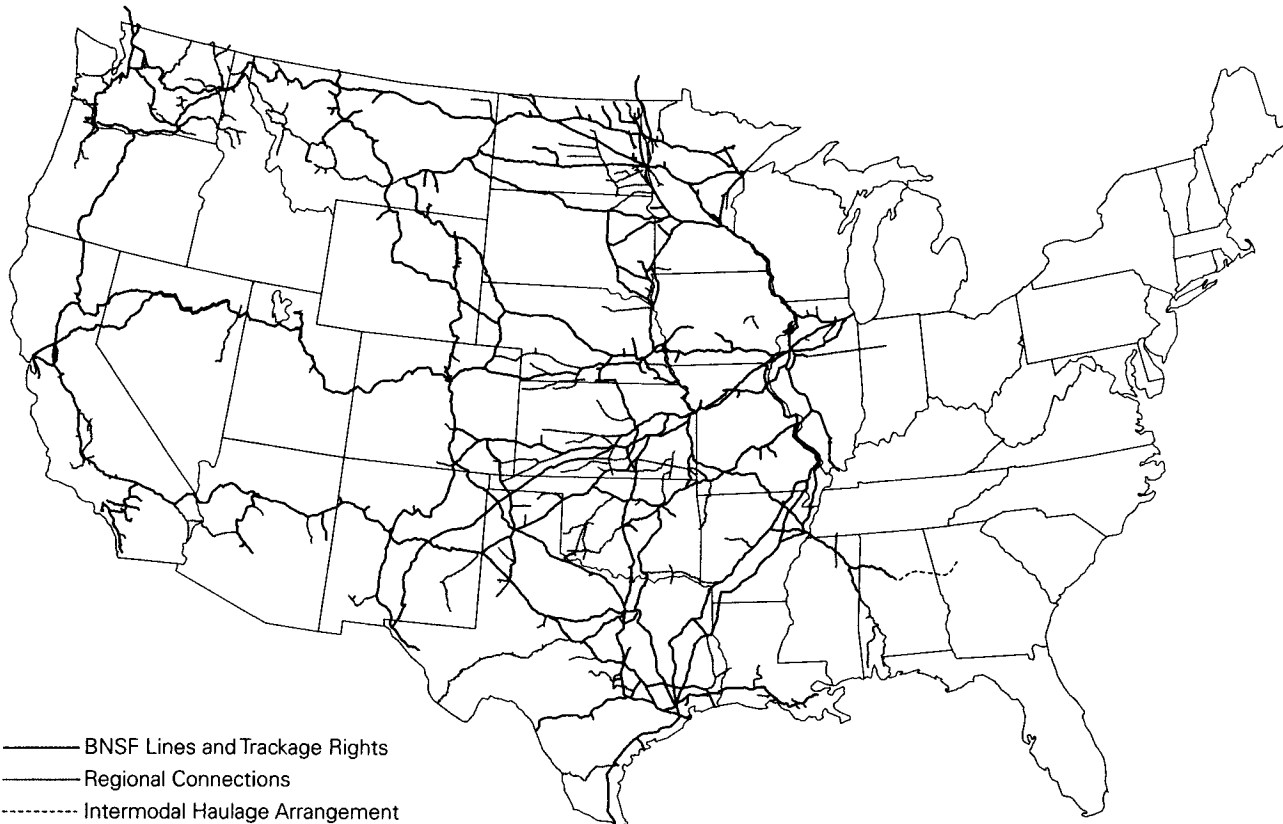 BNSF Lines and Trackage Rights
Regional Connections
Intermodal Haulage Arrangement